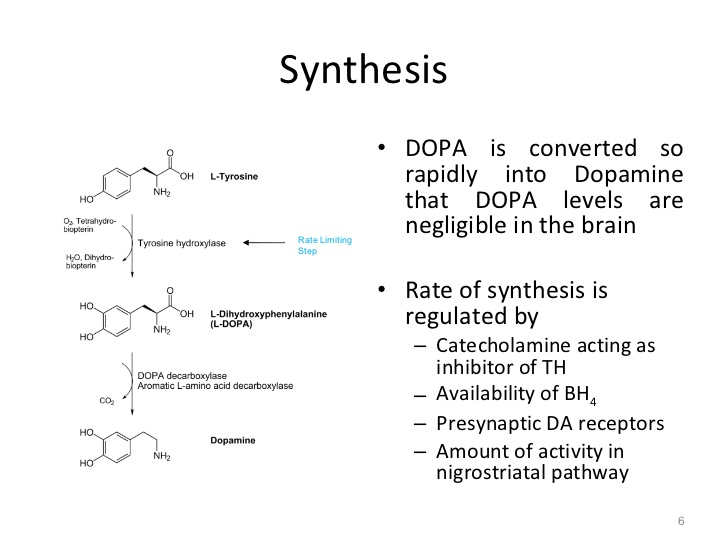 Synthesis
O
OH
NH2
HO
L-Tyrosine
O2, Tetrahydro-
biopterin
H2O, Dihydro-
biopterin
Tyrosine hydroxylase
Rate Limiting
Step
HO
HO
O
OH
NH2
L-Dihydroxyphenylalanine
(L-DOPA)
DOPA decarboxylase
Aromatic L-amino acid decarboxylase
CO2
HO
HO
NH2
Dopamine
• DOPA is converted so
rapidly into Dopamine
that DOPA levels are
negligible in the brain
• Rate of synthesis is
regulated by
– Catecholamine acting as
inhibitor of TH
– Availability of BH4
– Presynaptic DA receptors
– Amount of activity in
nigrostriatal pathway
6